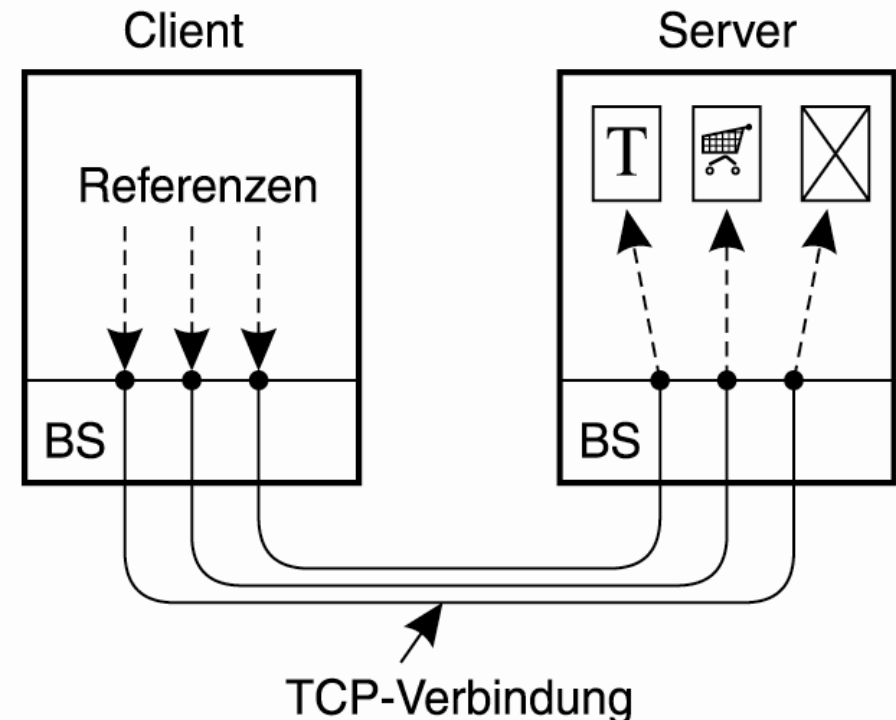 Client
Server
T
Referenzen
BS
BS
TCP-Verbindung